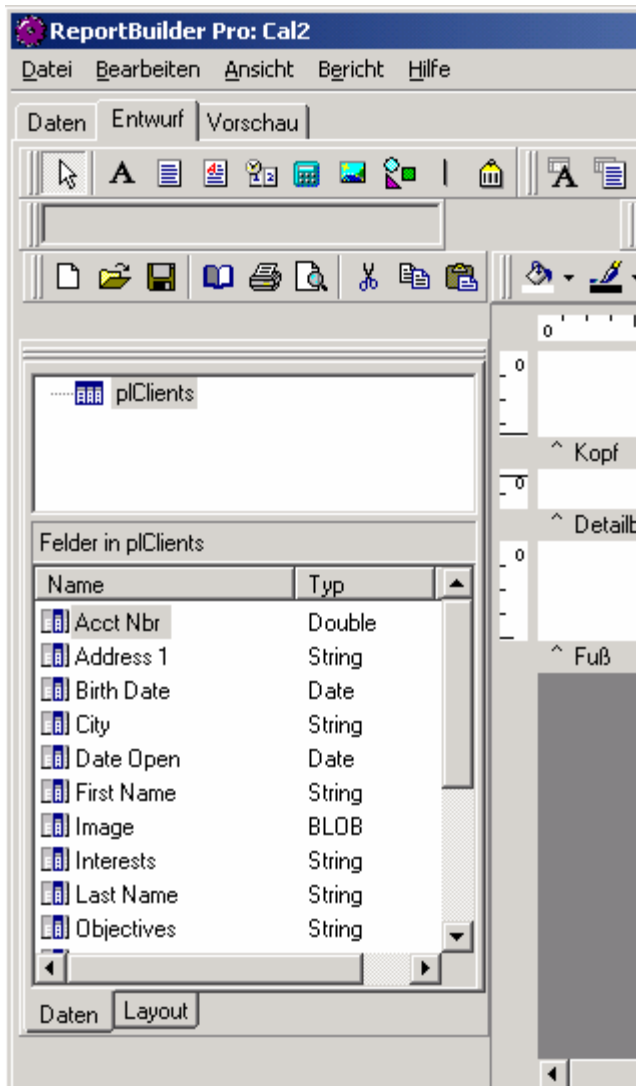 ReportBuilder Pro: Cal2
Datei Bearbeiten Ansicht Bericht Hilfe
Daten Entwurf Vorschau
0
plClients
0
^ Kopf
0
^ Detailb
Felder in plClients
0
Name Typ
Acct Nbr Double
Address 1 String
^ Fuß
Birth Date Date
City String
Date Open Date
First Name String
Image BLOB
Interests String
Last Name String
Objectives String
Daten Layout